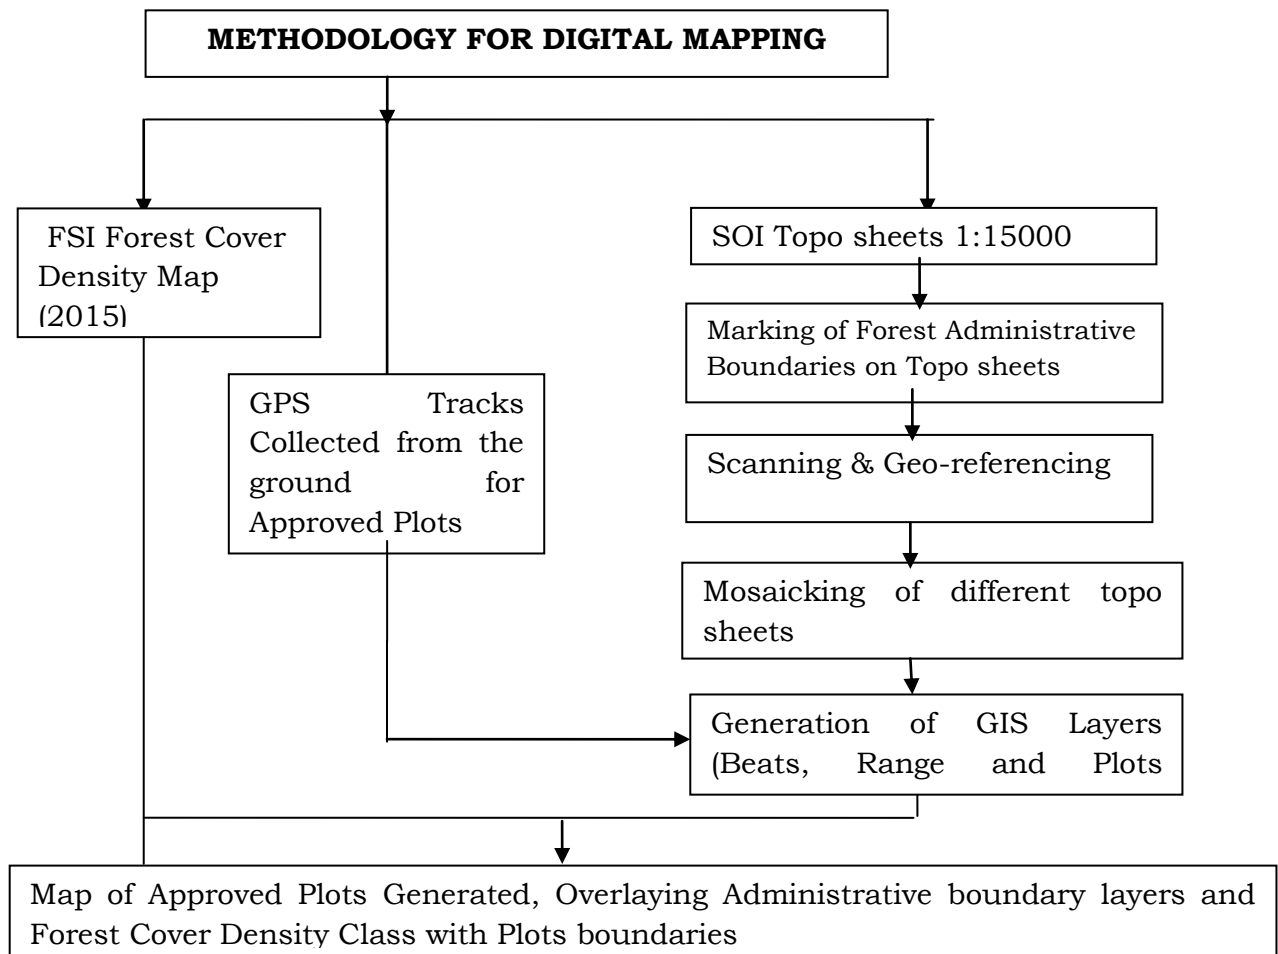 METHODOLOGY FOR DIGITAL MAPPING
FSI Forest Cover
Density Map
(2015)
GPS Tracks
Collected from the
ground for
Approved Plots
SOI Topo sheets 1:15000
Marking of Forest Administrative
Boundaries on Topo sheets
Scanning & Geo-referencing
Mosaicking of different topo
sheets
Generation of GIS Layers
(Beats, Range and Plots
Map of Approved Plots Generated, Overlaying Administrative boundary layers and
Forest Cover Density Class with Plots boundaries